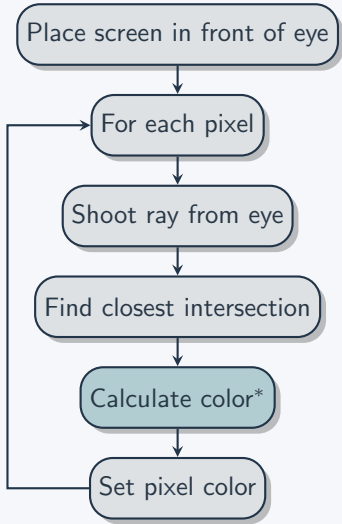 Place screen in front of eye
For each pixel
Shoot ray from eye
Find closest intersection
Calculate color*
Set pixel color